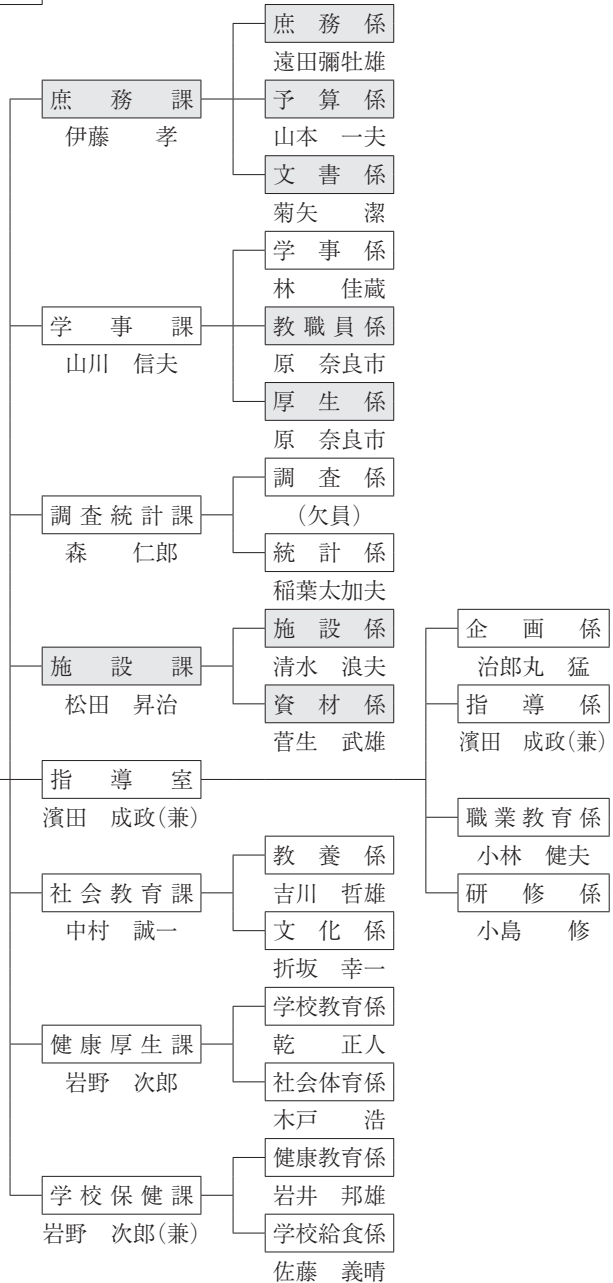 庶務課
伊藤 孝
庶務係
遠田彌牡雄
予算係
山本 一夫
文書係
菊矢 潔
学事課
山川 信夫
学事係
林 佳蔵
教職員係
原 奈良市
厚生係
原 奈良市
調査統計課
森 仁郎
調査係
(欠員)
統計係
稲葉太加夫
施設課
松田 昇治
施設係
清水 浪夫
資材係
菅生 武雄
指導室
濱田 成政(兼)
企画係
治郎丸 猛
指導係
濱田 成政(兼)
職業教育係
小林 健夫
研修係
小島 修
社会教育課
中村 誠一
教養係
吉川 哲雄
文化係
折坂 幸一
健康厚生課
岩野 次郎
学校教育係
乾 正人
社会体育係
木戸 浩
学校保健課
岩野 次郎(兼)
健康教育係
岩井 邦雄
学校給食係
佐藤 義晴